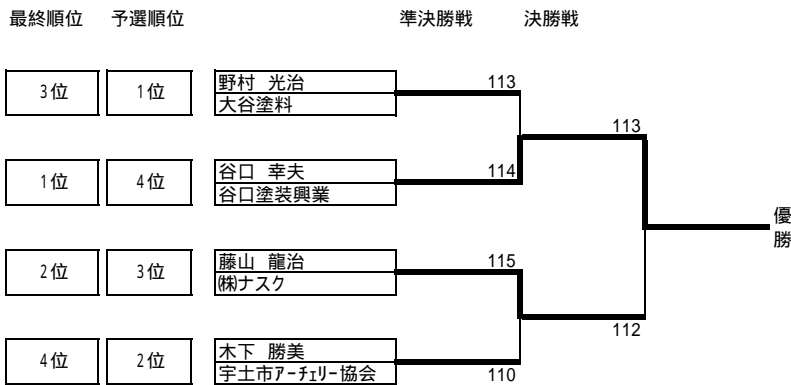 最終順位 予選順位 準決勝戦 決勝戦
3位 1位 野村 光治 113
大谷塗料
113
1位 4位 谷口 幸夫 114
谷口塗装興業
優勝
2位 3位 藤山 龍治 115
㈱ナスク
112
4位 2位 木下 勝美
宇土市ｱｰﾁｪﾘｰ協会 110